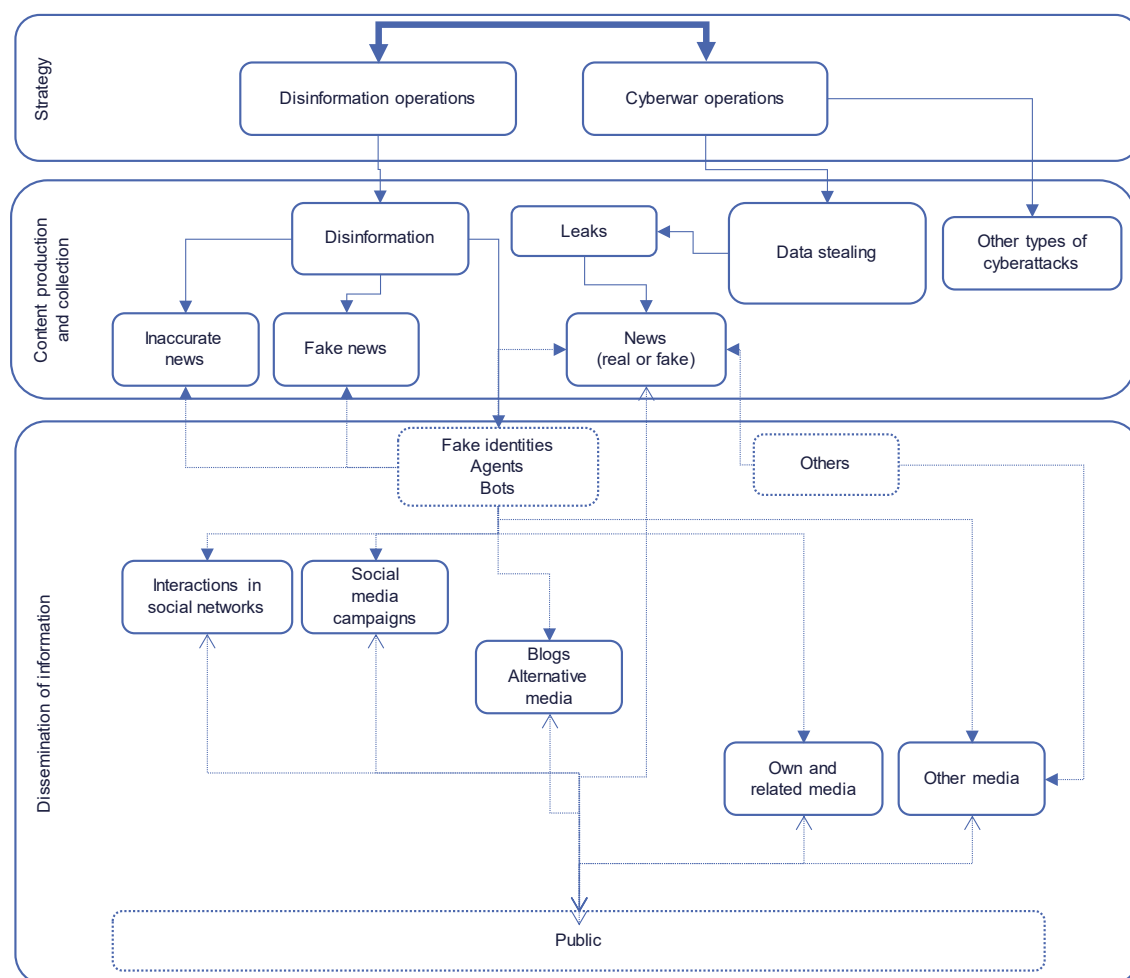 Strategy
Disinformation operations
Cyberwar operations
Content production
and collection
Disinformation
Leaks
Data stealing
Other types of
cyberattacks
Inaccurate
news
Fake news
News
(real or fake)
Dissemination of information
Fake identities
Agents
Bots
Others
Interactions in
social networks
Social
media
campaigns
Blogs
Alternative
media
Own and
related media
Other media
Public